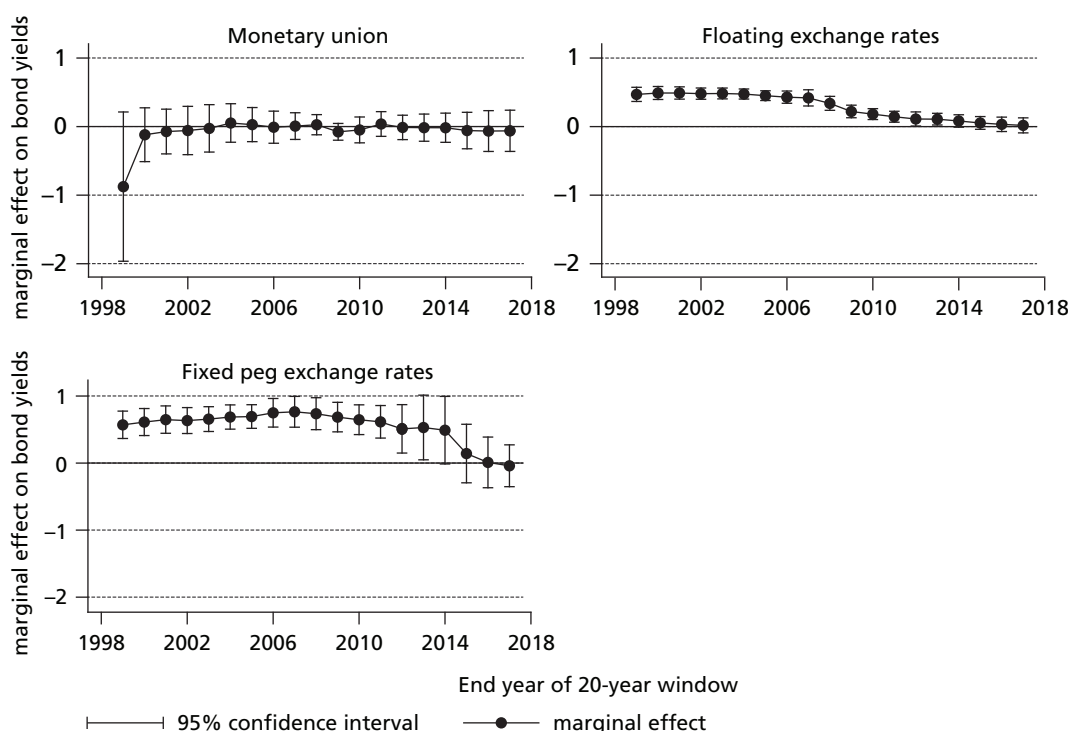 Monetary union
marginal effect on bond yields
1
0
−1
−2
1998 2002 2006 2010 2014 2018
Floating exchange rates
1
0
−1
−2
1998 2002 2006 2010 2014 2018
Fixed peg exchange rates
marginal effect on bond yields
1
0
−1
−2
1998 2002 2006 2010 2014 2018
End year of 20-year window
95% confidence interval marginal effect